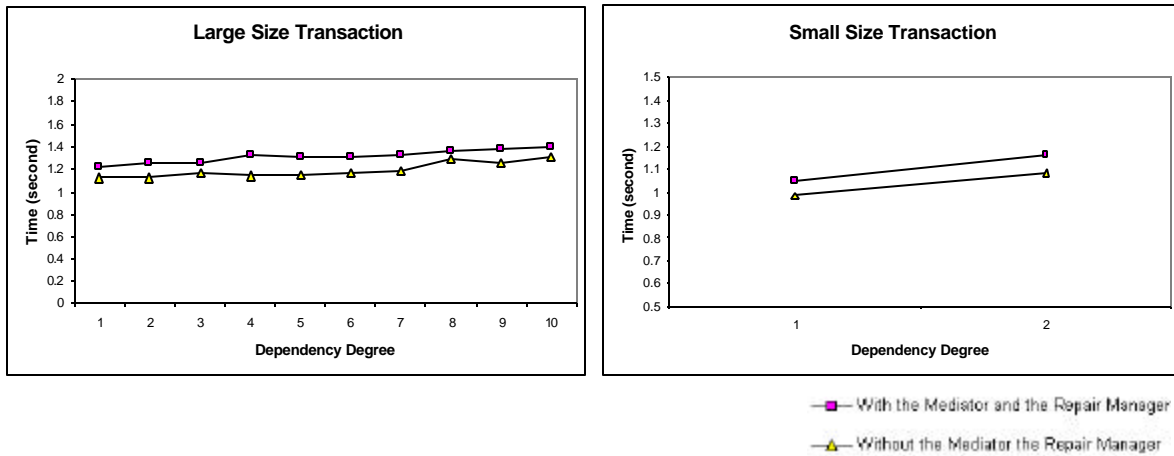 Large Size Transaction
2
1.8
1.6
1.4
1.2
1
0.8
0.6
0.4
0.2
0
Time (second)
1 2 3 4 5 6 7 8 9 10
Dependency Degree
Small Size Transaction
1.5
1.4
1.3
1.2
1.1
1
0.9
0.8
0.7
0.6
0.5
Time (second)
1 2
Dependency Degree
With the Mediator and the Repair Manager
Without the Mediator the Repair Manager